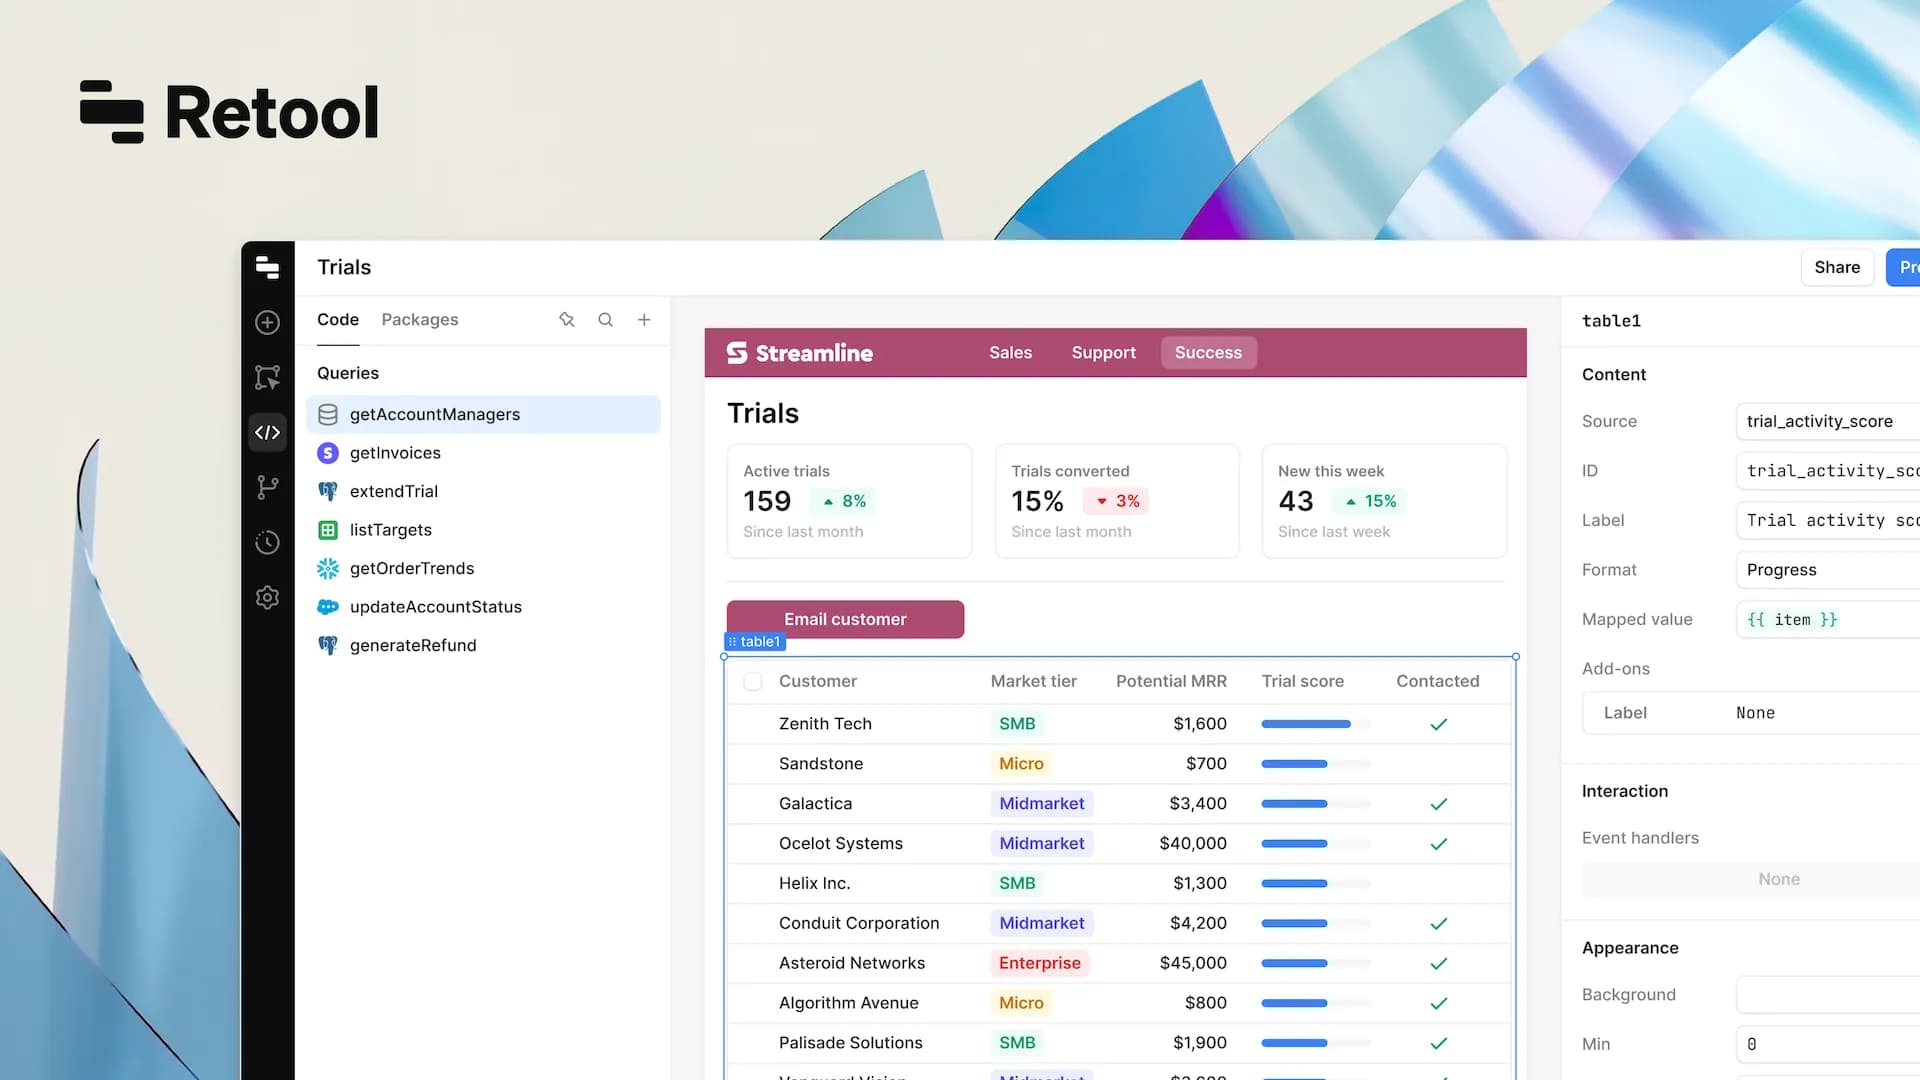 Retool
Trials
Share
Code Packages
Queries
getAccountManagers
getInvoices
extendTrial
listTargets
getOrderTrends
updateAccountStatus
generateRefund
Streamline Sales Support Success
Trials
Active trials
159 8%
Since last month
Trials converted
15% 3%
Since last month
New this week
43 15%
Since last week
Email customer
table1
Customer Market tier Potential MRR Trial score Contacted
Zenith Tech SMB $1,600
Sandstone Micro $700
Galactica Midmarket $3,400
Ocelot Systems Midmarket $40,000
Helix Inc. SMB $1,300
Conduit Corporation Midmarket $4,200
Asteroid Networks Enterprise $45,000
Algorithm Avenue Micro $800
Palisade Solutions SMB $1,900
table1
Content
Source trial_activity_score
ID trial_activity_sc
Label Trial activity sc
Format Progress
Mapped value {{ item }}
Add-ons
Label None
Interaction
Event handlers
None
Appearance
Background
Min 0